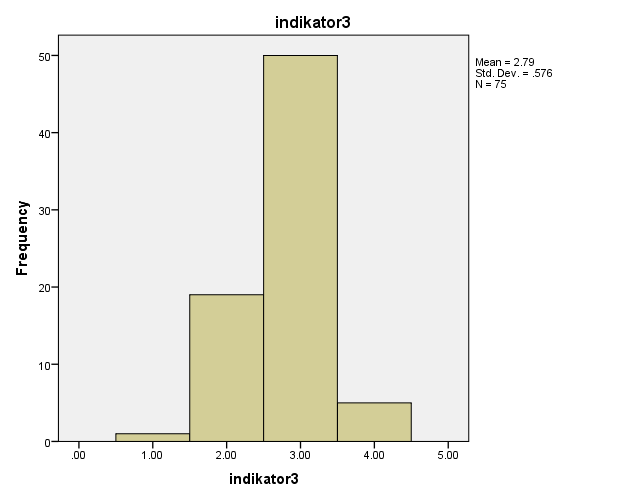 indikator3
Mean = 2.79
Std. Dev. = .576
N = 75
Frequency
50
40
30
20
10
0
.00 1.00 2.00 3.00 4.00 5.00
indikator3